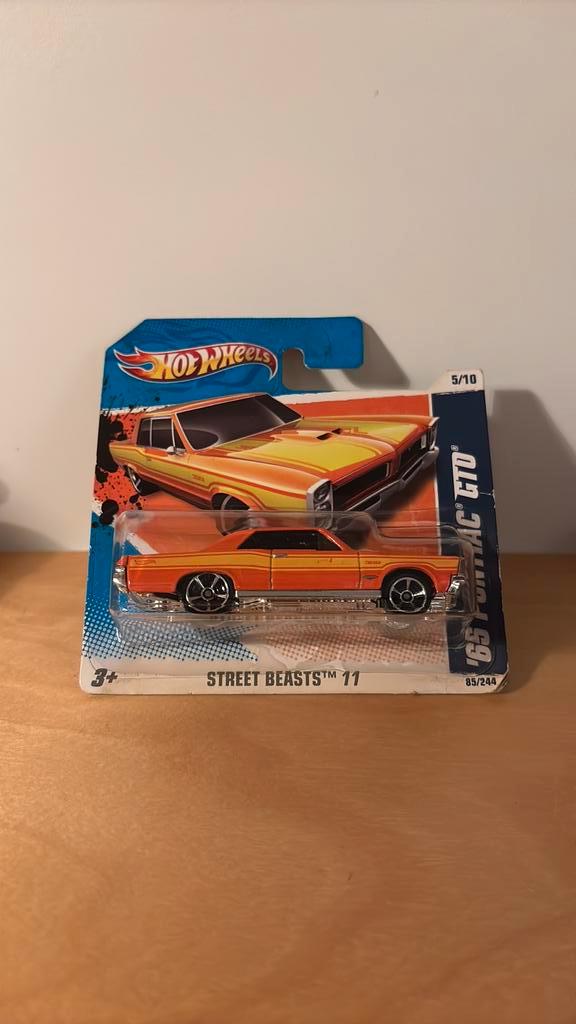 HOT WHEELS
5/10
'65 PONTIAC GTO
3+
STREET BEASTS™ 11
85/244